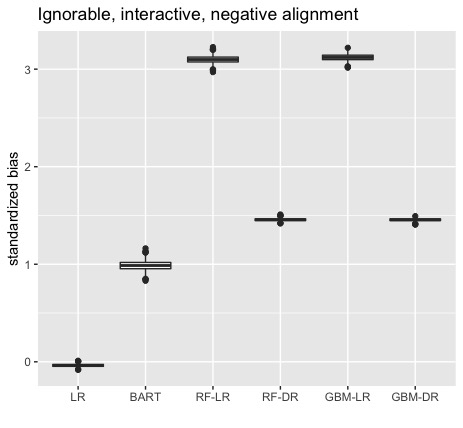 Ignorable, interactive, negative alignment
standardized bias
3
2
1
0
LR BART RF-LR RF-DR GBM-LR GBM-DR